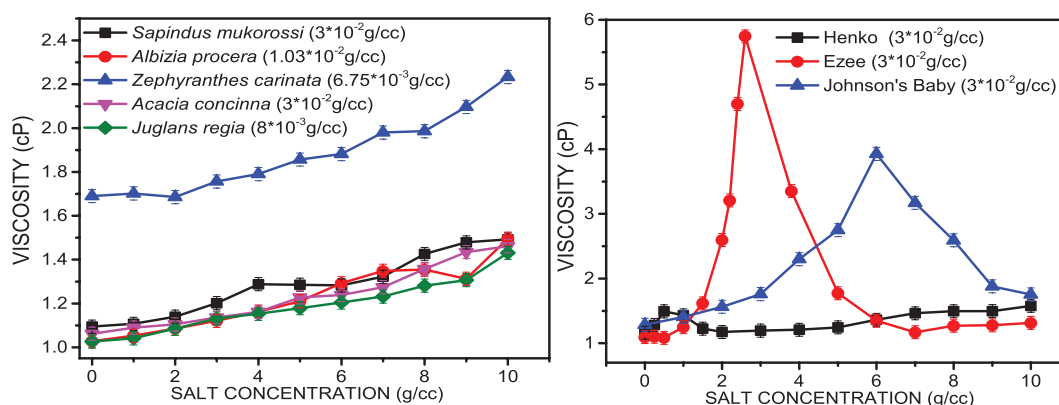 2.4
2.2
2.0
1.8
1.6
1.4
1.2
1.0
VISCOSITY (cP)
Sapindus mukorossi (3*10-2g/cc)
Albizia procera (1.03*10-2g/cc)
Zephyranthes carinata (6.75*10-3g/cc)
Acacia concinna (3*10-2g/cc)
Juglans regia (8*10-3g/cc)
0 2 4 6 8 10
SALT CONCENTRATION (g/cc)
6
5
4
3
2
1
VISCOSITY (cP)
Henko (3*10-2g/cc)
Ezee (3*10-2g/cc)
Johnson's Baby (3*10-2g/cc)
0 2 4 6 8 10
SALT CONCENTRATION (g/cc)